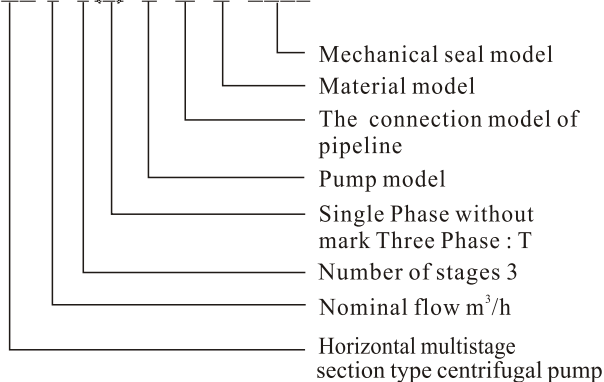 Mechanical seal model
Material model
The connection model of
pipeline
Pump model
Single Phase without
mark Three Phase : T
Number of stages 3
Nominal flow m³/h
Horizontal multistage
section type centrifugal pump